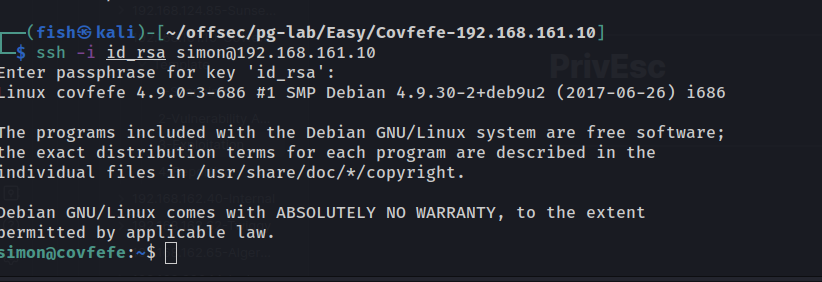 (fish㉿kali)-[~/offsec/pg-lab/Easy/Covfefe-192.168.161.10]
$ ssh -i id_rsa simon@192.168.161.10
Enter passphrase for key 'id_rsa':
PrivEsc
Linux covfefe 4.9.0-3-686 #1 SMP Debian 4.9.30-2+deb9u2 (2017-06-26) i686
The programs included with the Debian GNU/Linux system are free software;
the exact distribution terms for each program are described in the
individual files in /usr/share/doc/*/copyright.
Debian GNU/Linux comes with ABSOLUTELY NO WARRANTY, to the extent
permitted by applicable law.
simon@covfefe:~$